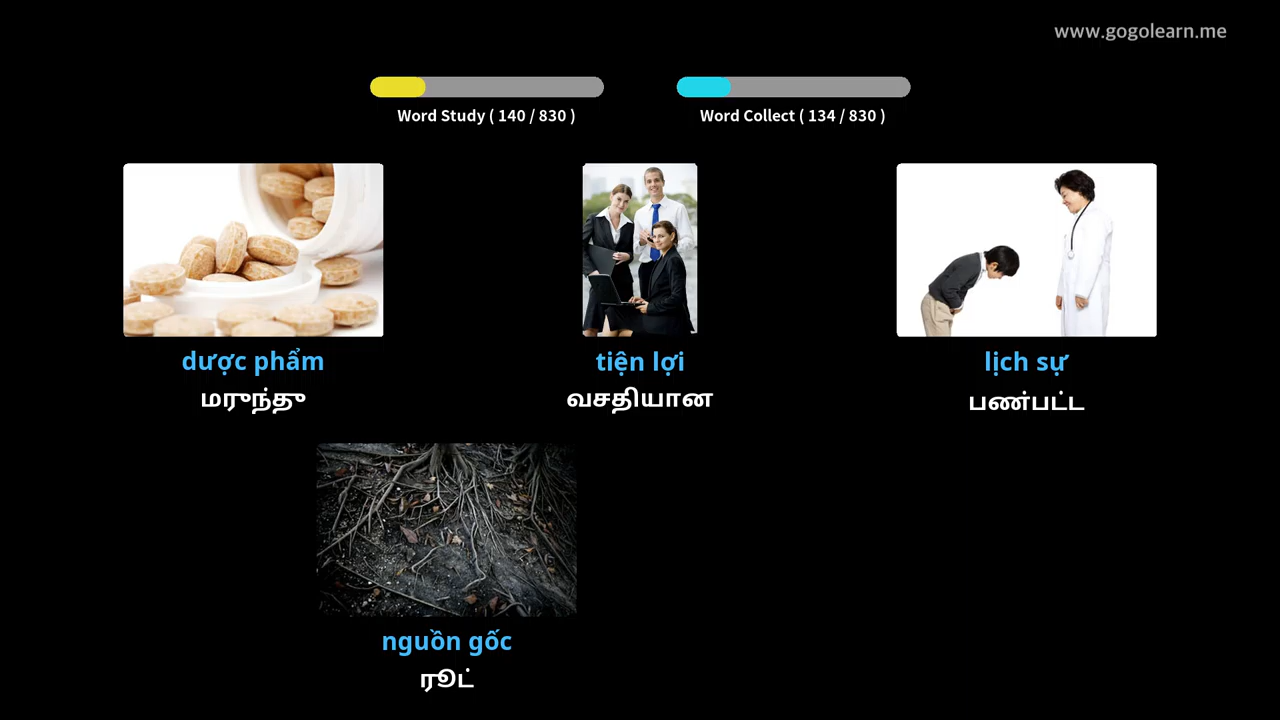 www.gogolearn.me
Word Study ( 140 / 830 )
Word Collect ( 134 / 830 )
dược phẩm
மருந்து
tiện lợi
வசதியான
lịch sự
பண்பட்ட
nguồn gốc
ரூட்